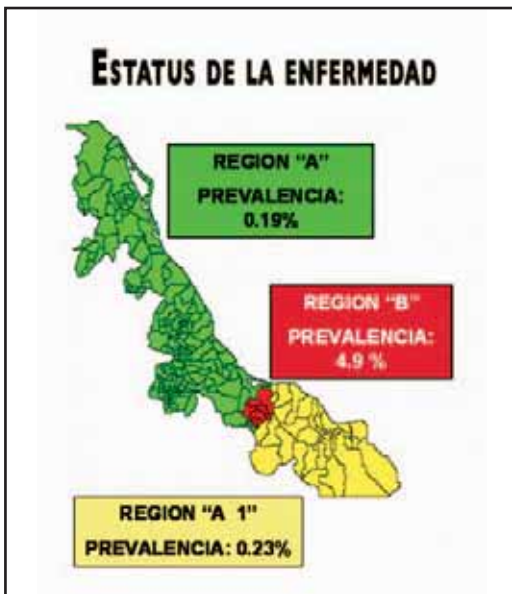 ESTATUS DE LA ENFERMEDAD
REGION "A"
PREVALENCIA:
0.19%
REGION "B"
PREVALENCIA:
4.9 %
REGION "A 1"
PREVALENCIA: 0.23%